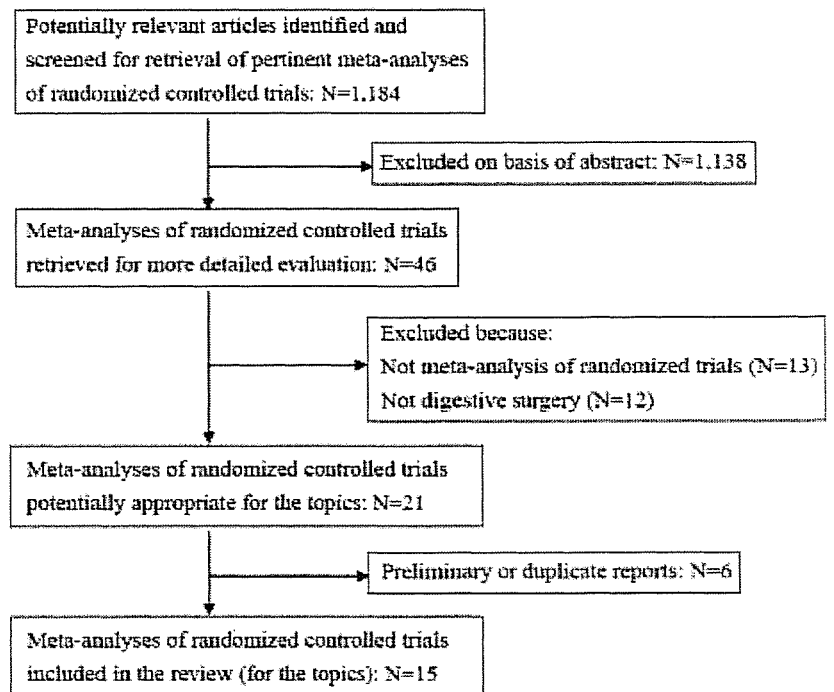 Potentially relevant articles identified and
screened for retrieval of pertinent meta-analyses
of randomized controlled trials: N=1.184
Excluded on basis of abstract: N=1.138
Meta-analyses of randomized controlled trials
retrieved for more detailed evaluation: N=46
Excluded because:
Not meta-analysis of randomized trials (N=13)
Not digestive surgery (N=12)
Meta-analyses of randomized controlled trials
potentially appropriate for the topics: N=21
Preliminary or duplicate reports: N=6
Meta-analyses of randomized controlled trials
included in the review (for the topics): N=15